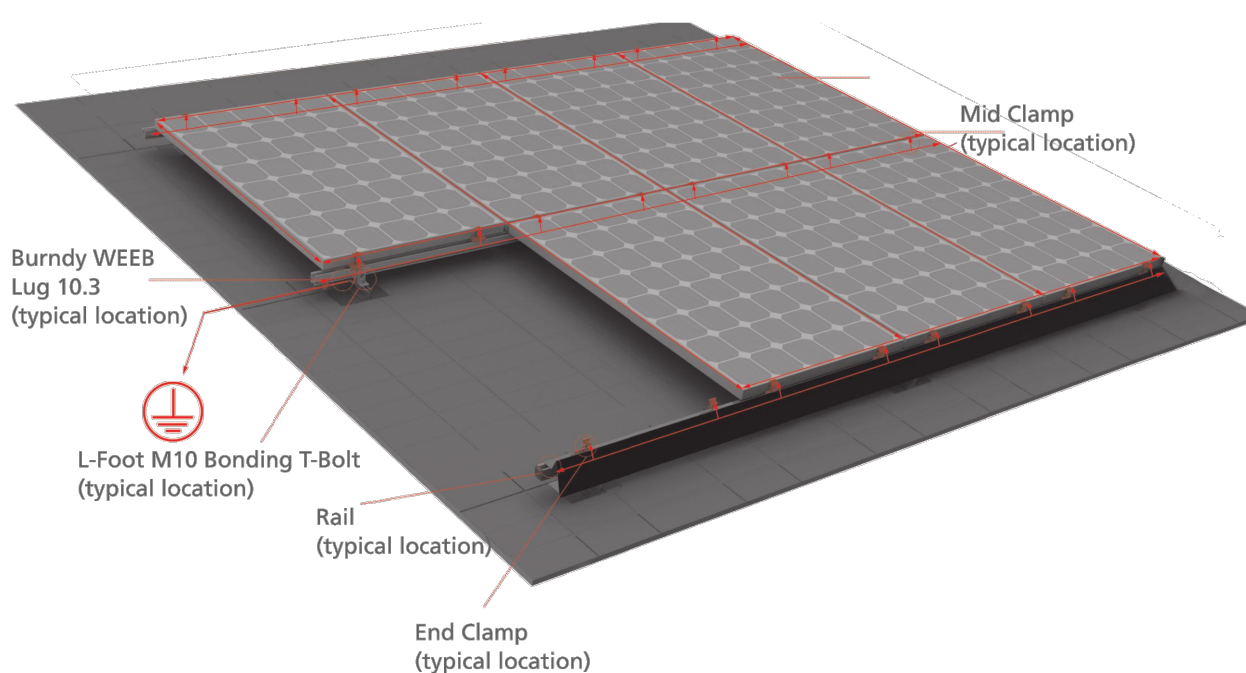 Mid Clamp
(typical location)
Burndy WEEB
Lug 10.3
(typical location)
L-Foot M10 Bonding T-Bolt
(typical location)
Rail
(typical location)
End Clamp
(typical location)